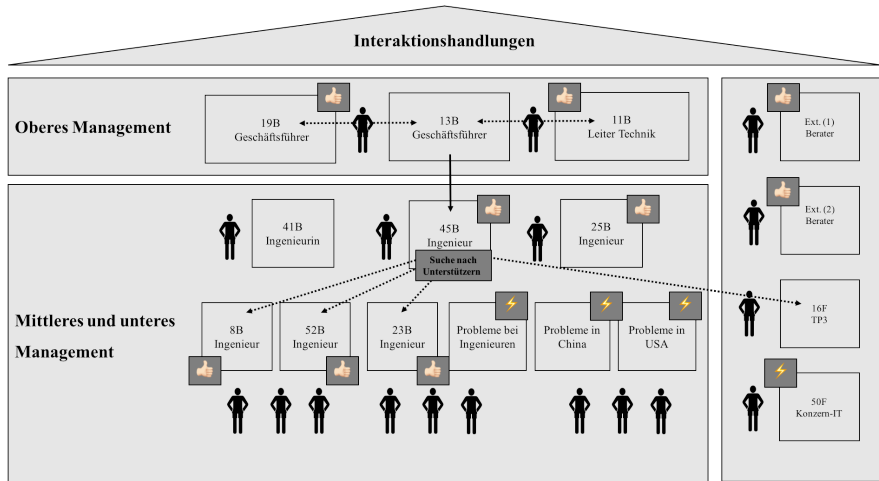 Interaktionshandlungen
Oberes Management
19B
Geschäftsführer
13B
Geschäftsführer
11B
Leiter Technik
Ext. (1)
Berater
Ext. (2)
Berater
16F
TP3
50F
Konzern-IT
Mittleres und unteres
Management
41B
Ingenieurin
45B
Ingenieur
Suche nach
Unterstützern
25B
Ingenieur
8B
Ingenieur
52B
Ingenieur
23B
Ingenieur
Probleme bei
Ingenieuren
Probleme in
China
Probleme in
USA